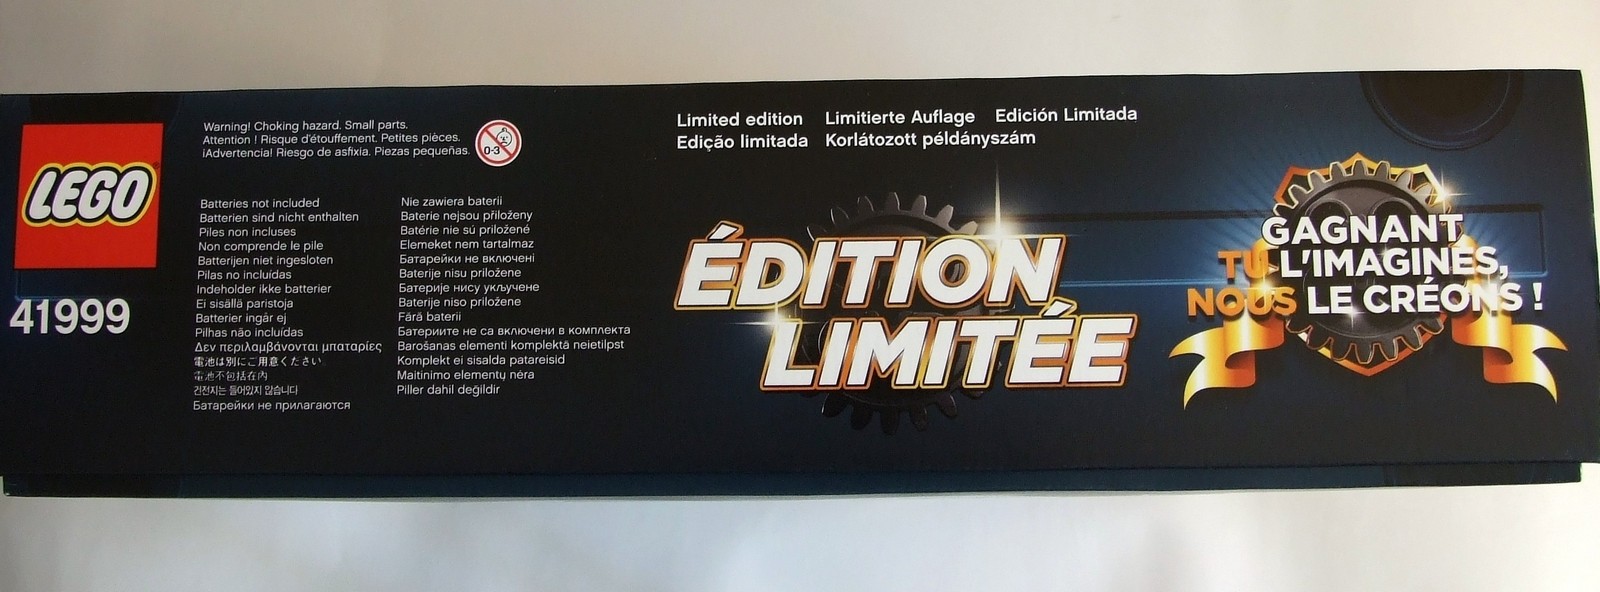 LEGO®
41999
Warning! Choking hazard. Small parts.
Attention ! Risque d'étouffement. Petites pièces.
¡Advertencia! Riesgo de asfixia. Piezas pequeñas.
0-3
Batteries not included
Batterien sind nicht enthalten
Piles non incluses
Non comprende le pile
Batterijen niet ingesloten
Pilas no incluídas
Indeholder ikke batterier
Ei sisällä paristoja
Batterier ingår ej
Pilhas não incluídas
Δεν περιλαμβάνονται μπαταρίες
電池は別にご用意ください。
電池不包括在內
건전지는 들어있지 않습니다
Батарейки не прилагаются
Nie zawiera baterii
Baterie nejsou přiloženy
Batérie nie sú priložené
Elemeket nem tartalmaz
Батарейки не включені
Baterije nisu priložene
Батерије нису укључене
Baterije niso priložene
Fără baterii
Батериите не са включени в комплекта
Barošanas elementi komplektā neietilpst
Komplekt ei sisalda patareisid
Maitinimo elementų nėra
Piller dahil değildir
Limited edition Limitierte Auflage Edición Limitada
Edição limitada Korlátozott példányszám
ÉDITION
LIMITÉE
GAGNANT
TU L'IMAGINES,
NOUS LE CRÉONS !